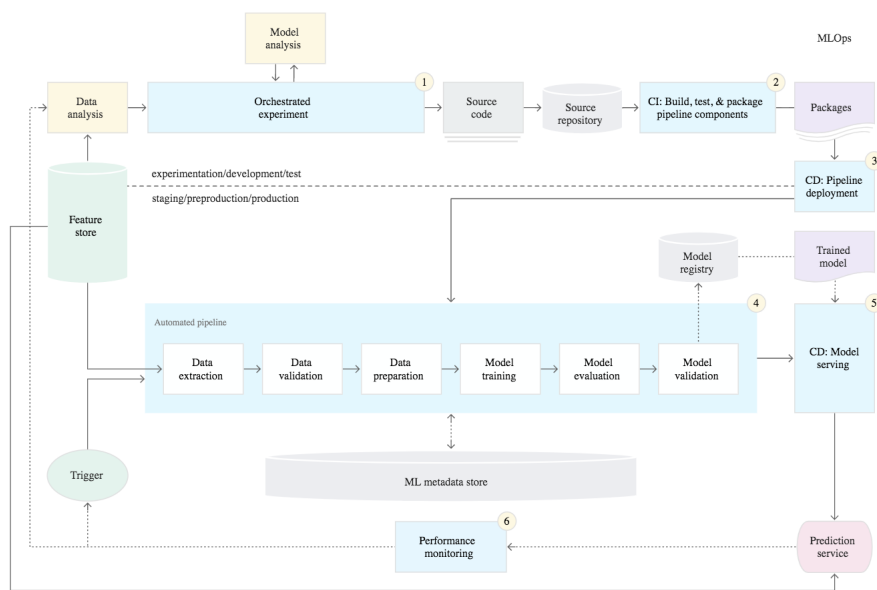 Model
analysis
MLOps
1
2
Data
analysis
Orchestrated
experiment
Source
code
Source
repository
CI: Build, test, & package
pipeline components
Packages
3
experimentation/development/test
CD: Pipeline
deployment
staging/preproduction/production
Feature
store
Model
registry
Trained
model
4
5
Automated pipeline
Data
extraction
Data
validation
Data
preparation
Model
training
Model
evaluation
Model
validation
CD: Model
serving
Trigger
ML metadata store
6
Performance
monitoring
Prediction
service